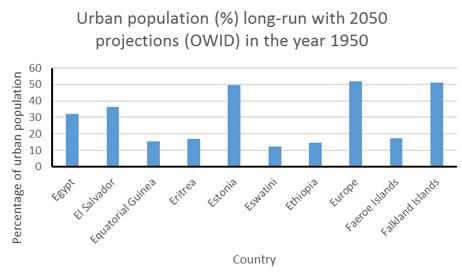 Urban population (%) long-run with 2050
projections (OWID) in the year 1950
Percentage of urban population
60
50
40
30
20
10
0
Egypt
El Salvador
Equatorial Guinea
Eritrea
Estonia
Eswatini
Ethiopia
Europe
Faeroe Islands
Falkland Islands
Country